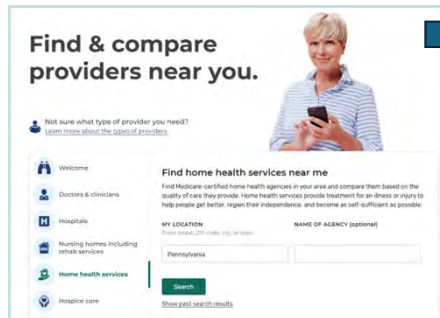 Find & compare
providers near you.
Not sure what type of provider you need?
Learn more about the types of providers.
Welcome
Doctors & clinicians
Hospitals
Nursing homes including
rehab services
Home health services
Hospice care
Find home health services near me
Find Medicare-certified home health agencies in your area and compare them based on the
quality of care they provide. Home health services provide treatment for an illness or injury to
help people get better, regain their independence, and become as self-sufficient as possible.
MY LOCATION
NAME OF AGENCY (optional)
Enter street, ZIP code, city, or state
Pennsylvania
Search
Show past search results